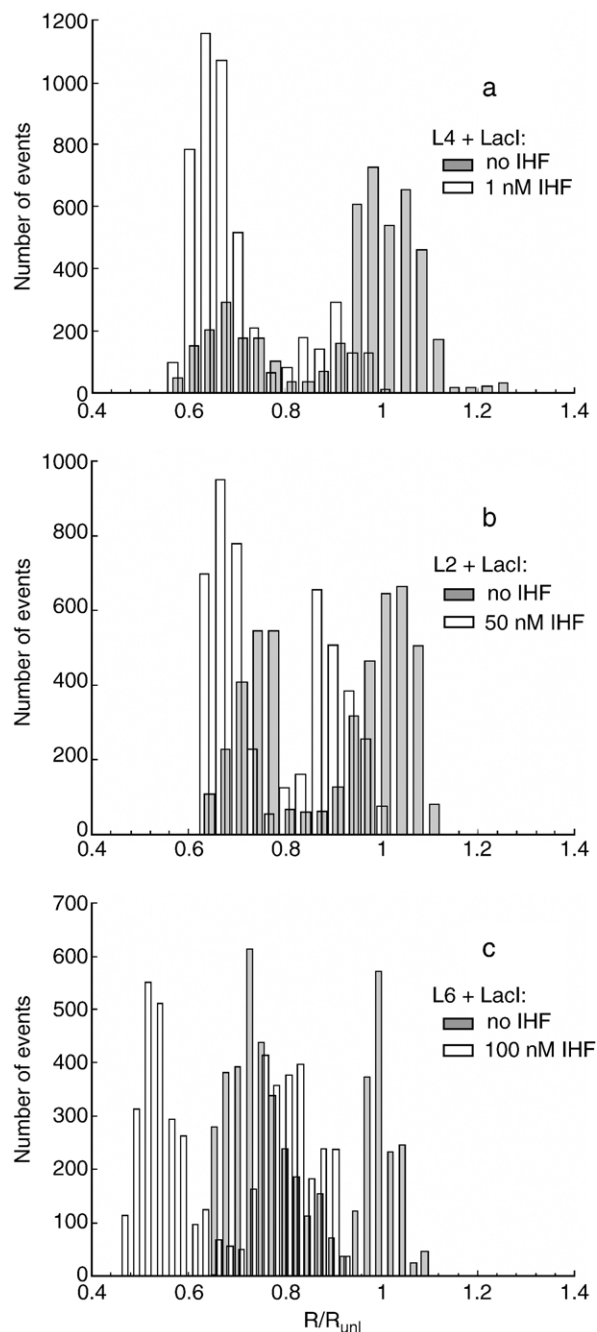 1200
1000
800
600
400
200
0
Number of events
a
L4 + LacI:
no IHF
1 nM IHF
0.4 0.6 0.8 1 1.2 1.4
1000
800
600
400
200
0
Number of events
b
L2 + LacI:
no IHF
50 nM IHF
0.4 0.6 0.8 1 1.2 1.4
700
600
500
400
300
200
100
0
Number of events
c
L6 + LacI:
no IHF
100 nM IHF
0.4 0.6 0.8 1 1.2 1.4
R/Runl